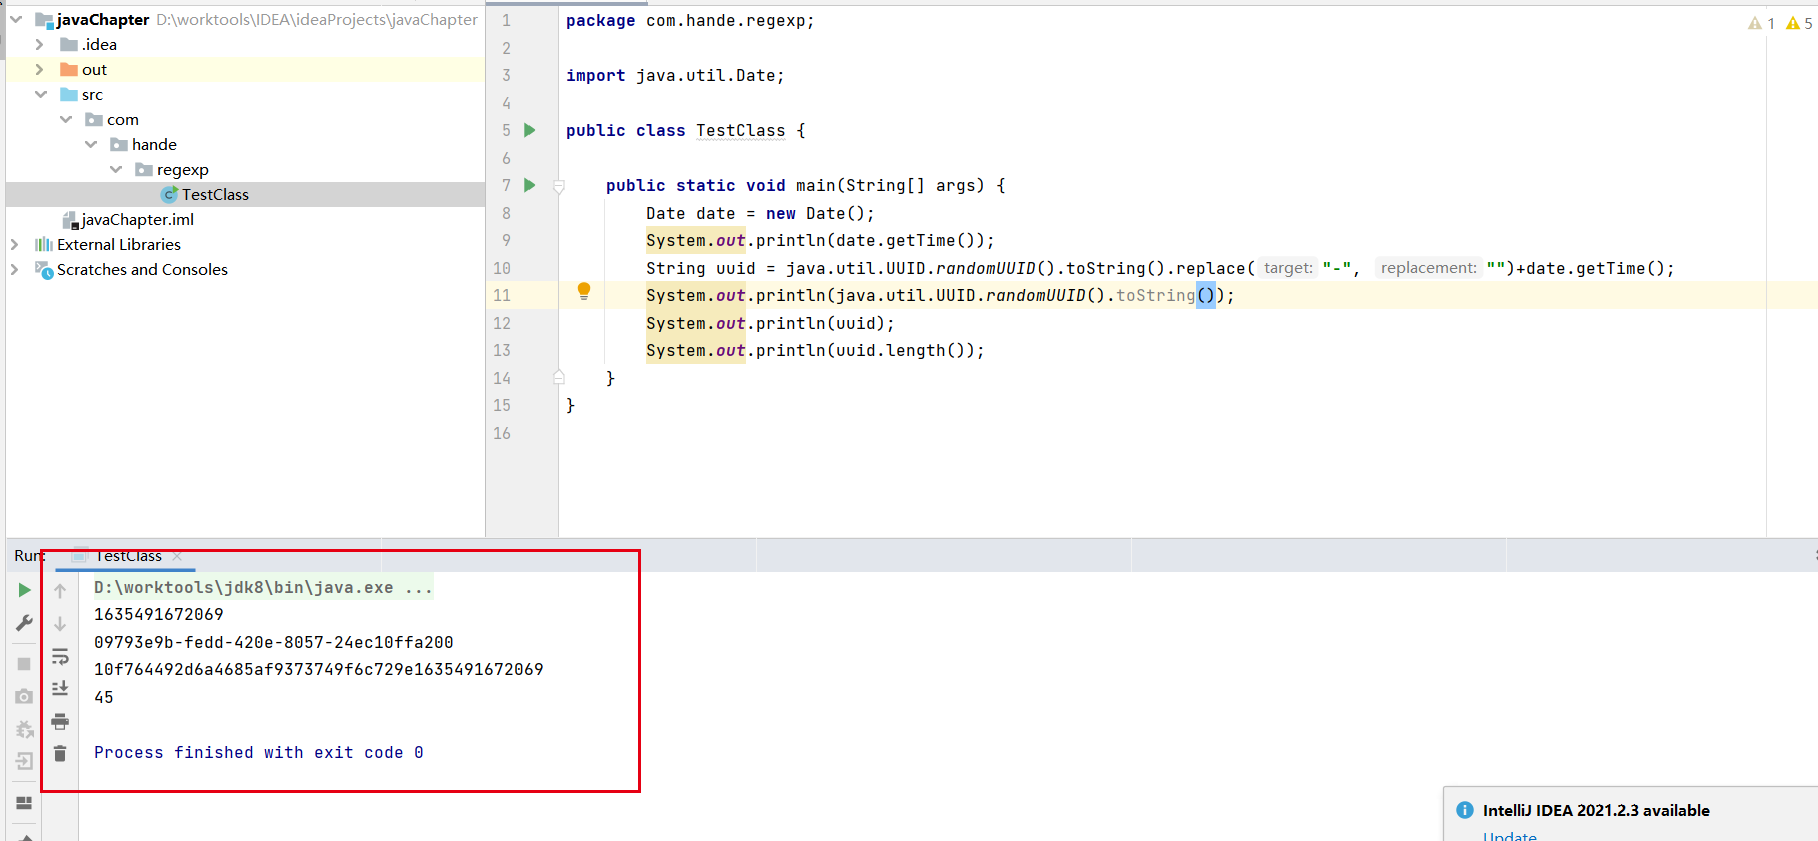 javaChapter D:\worktools\IDEA\ideaProjects\javaChapter
.idea
out
src
com
hande
regexp
TestClass
javaChapter.iml
External Libraries
Scratches and Consoles
1 package com.hande.regexp;
2
3 import java.util.Date;
4
5 public class TestClass {
6
7 public static void main(String[] args) {
8 Date date = new Date();
9 System.out.println(date.getTime());
10 String uuid = java.util.UUID.randomUUID().toString().replace( target: "-", replacement: "")+date.getTime();
11 System.out.println(java.util.UUID.randomUUID().toString());
12 System.out.println(uuid);
13 System.out.println(uuid.length());
14 }
15 }
16
1 5
Run: TestClass
D:\worktools\jdk8\bin\java.exe ...
1635491672069
09793e9b-fedd-420e-8057-24ec10ffa200
10f764492d6a4685af9373749f6c729e1635491672069
45
Process finished with exit code 0
IntelliJ IDEA 2021.2.3 available
Update